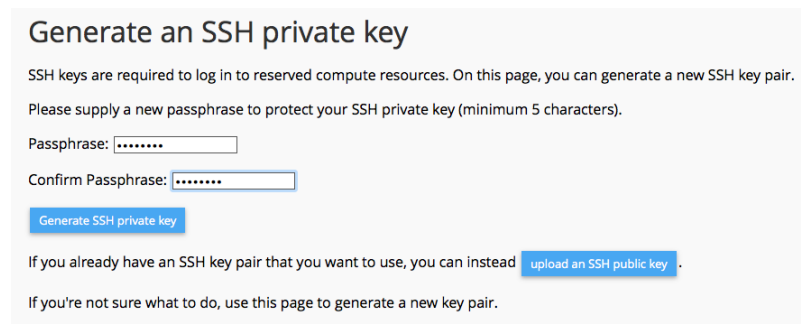 Generate an SSH private key
SSH keys are required to log in to reserved compute resources. On this page, you can generate a new SSH key pair.
Please supply a new passphrase to protect your SSH private key (minimum 5 characters).
Passphrase: ••••••••
Confirm Passphrase: ••••••••
Generate SSH private key
If you already have an SSH key pair that you want to use, you can instead upload an SSH public key .
If you're not sure what to do, use this page to generate a new key pair.